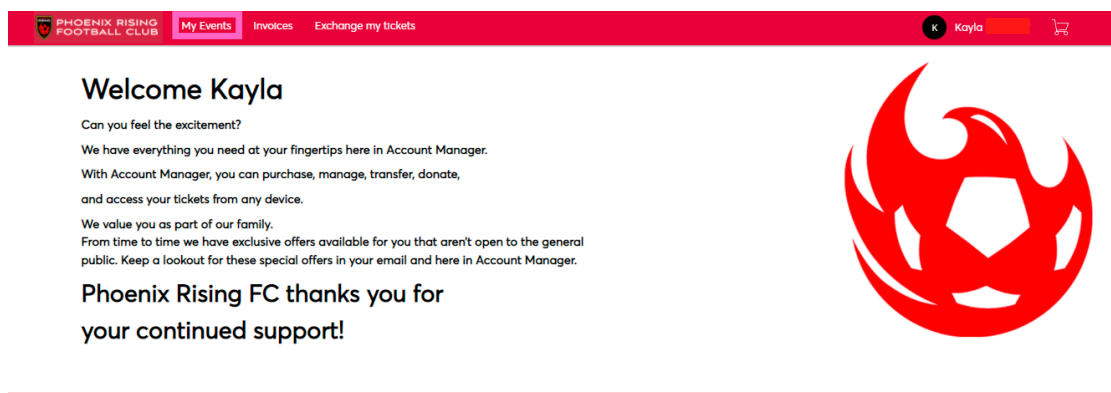 PHOENIX RISING
FOOTBALL CLUB
My Events
Invoices
Exchange my tickets
K
Kayla
Welcome Kayla
Can you feel the excitement?
We have everything you need at your fingertips here in Account Manager.
With Account Manager, you can purchase, manage, transfer, donate,
and access your tickets from any device.
We value you as part of our family.
From time to time we have exclusive offers available for you that aren't open to the general
public. Keep a lookout for these special offers in your email and here in Account Manager.
Phoenix Rising FC thanks you for
your continued support!